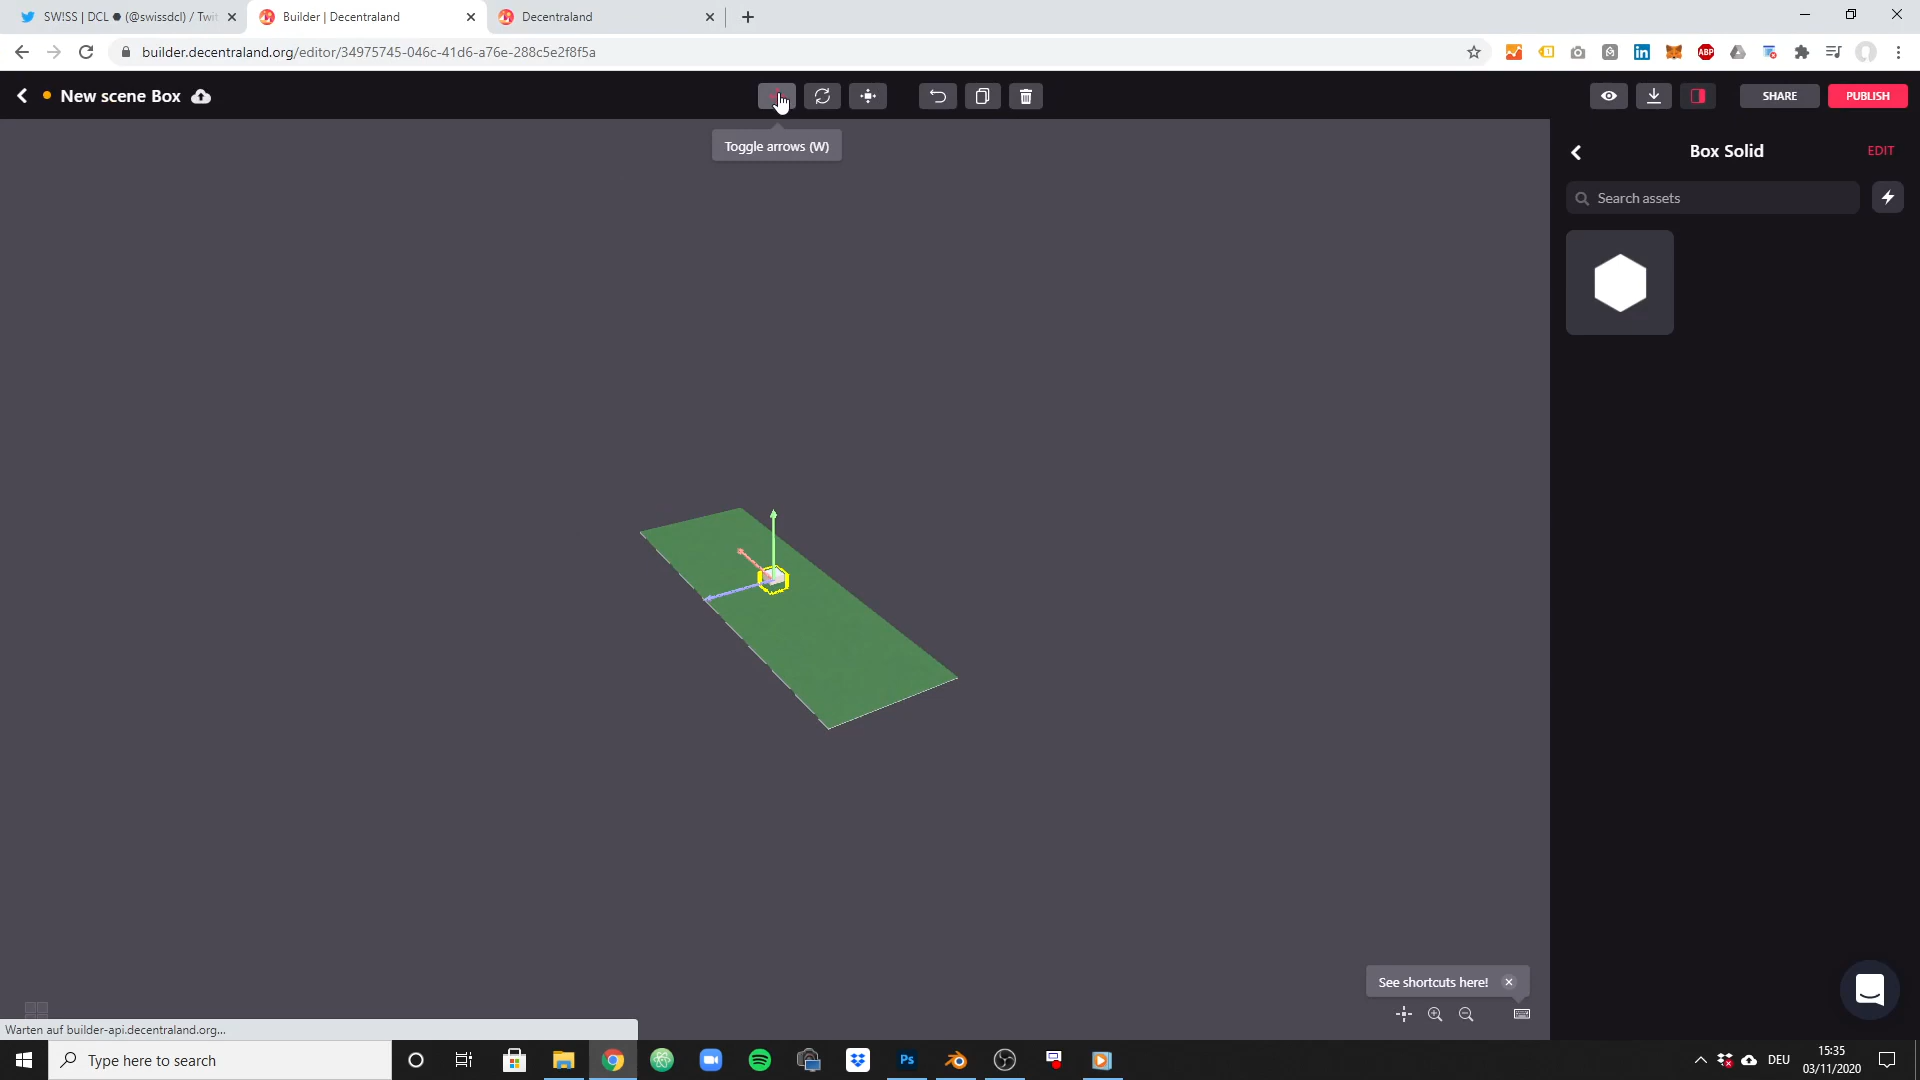 SW!SS | DCL ● (@swissdcl) / Twit
Builder | Decentraland
Decentraland
builder.decentraland.org/editor/34975745-046c-41d6-a76e-288c5e2f8f5a
ABP
New scene Box
SHARE
PUBLISH
Toggle arrows (W)
Box Solid
EDIT
Search assets
See shortcuts here!
Warten auf builder-api.decentraland.org...
Type here to search
Ps
DEU
15:35
03/11/2020